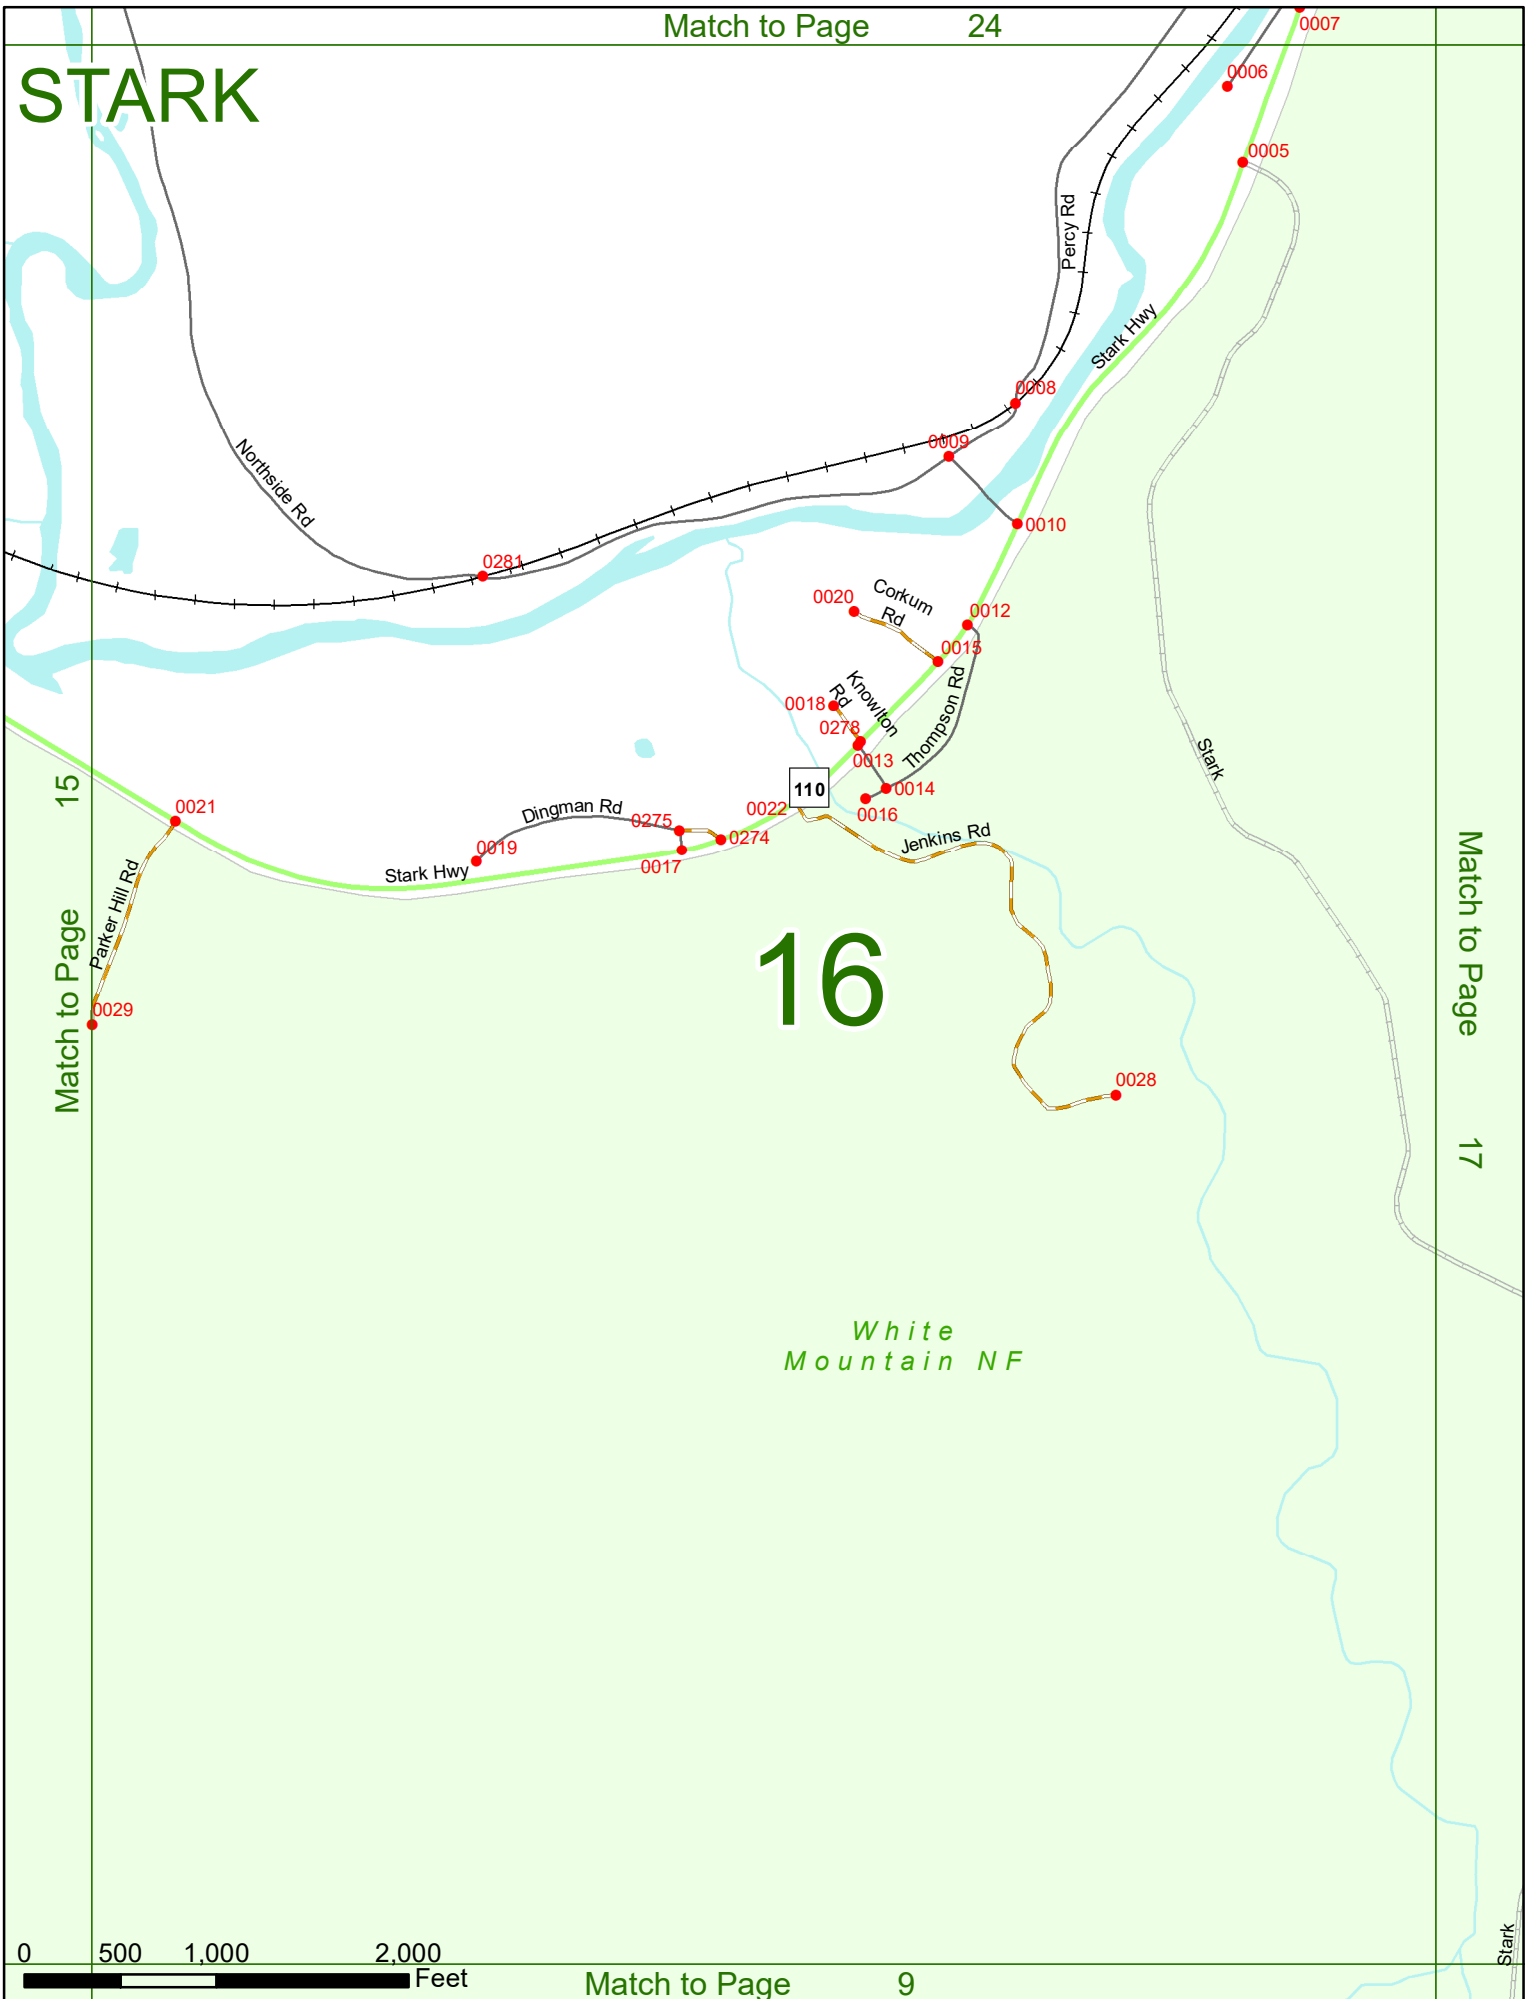 Match to Page 24
0007
STARK
0006
0005
Percy Rd
Stark Hwy
0008
0009
Northside Rd
0010
0281
0020
Corkum
Rd
0012
0015
Knowlton
Rd
0018
Thompson Rd
0278
0013
110
0014
0016
15
0021
Dingman Rd
0275
0022
0274
0017
0019
Stark Hwy
Jenkins Rd
Stark
Parker Hill Rd
Match to Page
0029
16
Match to Page
17
0028
White
Mountain NF
Stark
0 500 1,000 2,000
Feet
Match to Page 9